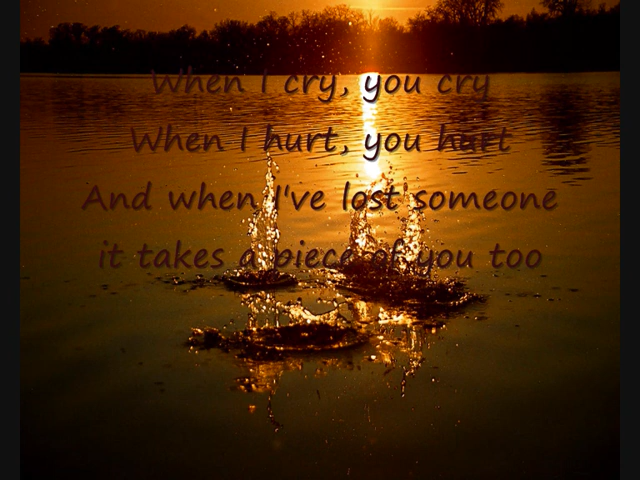 When I cry, you cry
When I hurt, you hurt
And when I've lost someone
it takes a piece of you too